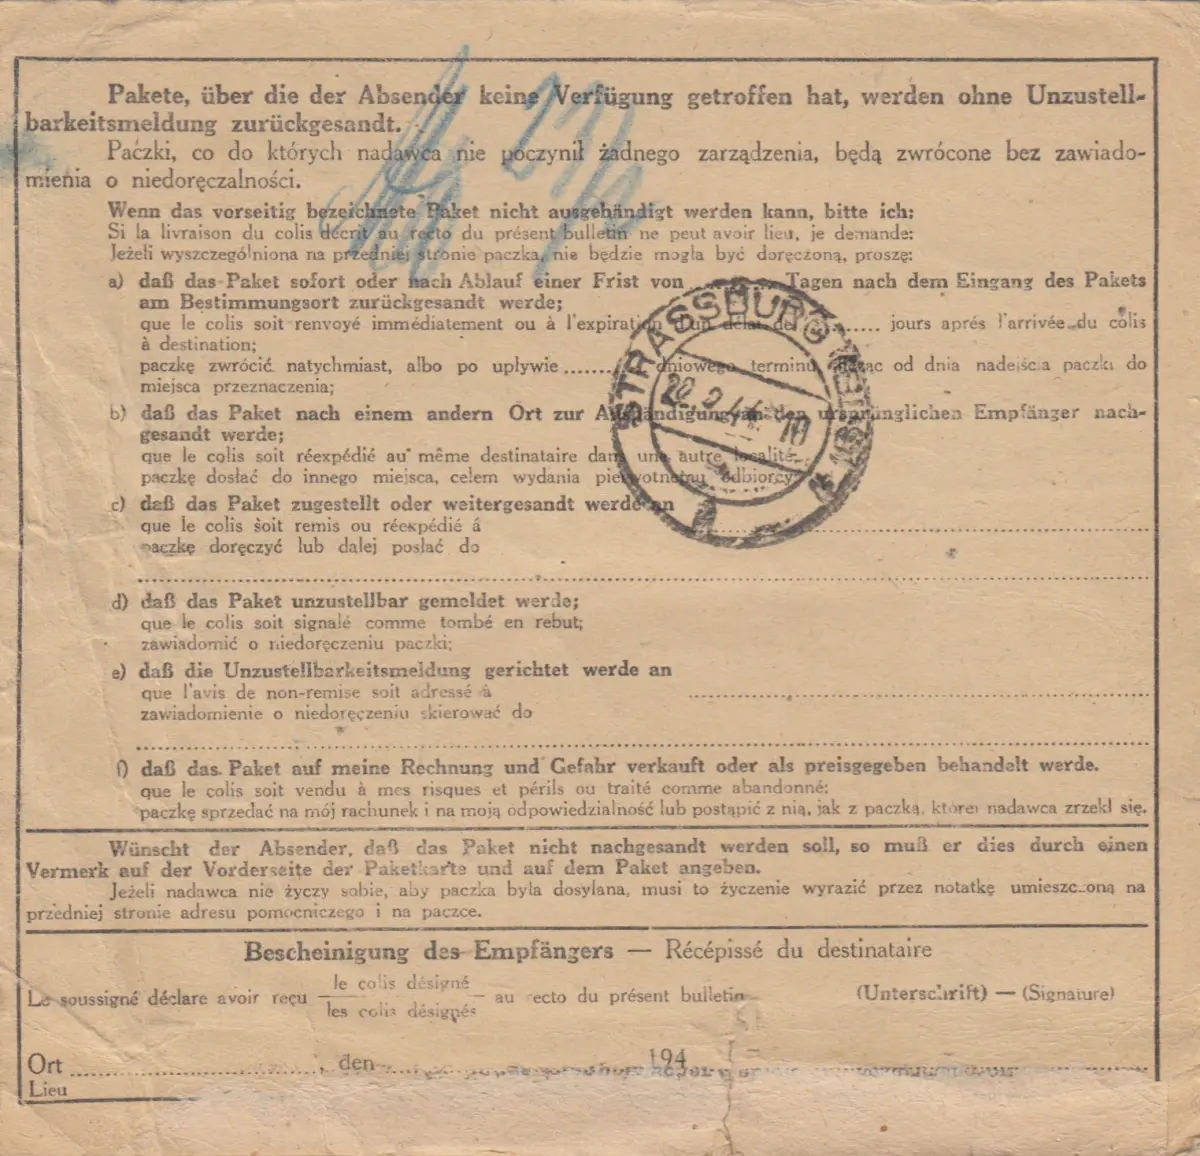 Pakete, über die der Absender keine Verfügung getroffen hat, werden ohne Unzustell-
barkeitsmeldung zurückgesandt.
Paczki, co do których nadawca nie poczynił żadnego zarządzenia, będą zwrócone bez zawiado-
mienia o niedoręczalności.
Wenn das vorseitig bezeichnete Paket nicht ausgehändigt werden kann, bitte ich:
Si la livraison du colis décrit au recto du présent bulletin ne peut avoir lieu, je demande:
Jeżeli wyszczególniona na przedniej stronie paczka, nie będzie mogła być doręczona, proszę:
a) daß das Paket sofort oder nach Ablauf einer Frist von Tagen nach dem Eingang des Pakets
am Bestimmungsort zurückgesandt werde;
que le colis soit renvoyé immédiatement ou à l'expiration d'un délai de ...... jours aprés l'arrivée du colis
à destination;
paczkę zwrócić natychmiast, albo po upływie ...... dniowego terminu, licząc od dnia nadejścia paczki do
miejsca przeznaczenia;
b) daß das Paket nach einem andern Ort zur Aushändigung an den ursprünglichen Empfänger nach-
gesandt werde;
que le colis soit réexpédié au même destinataire dans une autre localité;
paczkę dosłać do innego miejsca, celem wydania pierwotnemu odbiorcy;
c) daß das Paket zugestellt oder weitergesandt werde an
que le colis soit remis ou réexpédié á
paczkę doręczyć lub dalej posłać do
d) daß das Paket unzustellbar gemeldet werde;
que le colis soit signalé comme tombé en rebut;
zawiadomić o niedoręczeniu paczki;
e) daß die Unzustellbarkeitsmeldung gerichtet werde an
que l'avis de non-remise soit adressé à
zawiadomienie o niedoręczeniu skierować do
f) daß das Paket auf meine Rechnung und Gefahr verkauft oder als preisgegeben behandelt werde.
que le colis soit vendu à mes risques et périls ou traité comme abandonné;
paczkę sprzedać na mój rachunek i na moją odpowiedzialność lub postąpić z nią, jak z paczką, której nadawca zrzekł się.
Wünscht der Absender, daß das Paket nicht nachgesandt werden soll, so muß er dies durch einen
Vermerk auf der Vorderseite der Paketkarte und auf dem Paket angeben.
Jeżeli nadawca nie życzy sobie, aby paczka była dosyłana, musi to życzenie wyrazić przez notatkę umieszczoną na
przedniej stronie adresu pomocniczego i na paczce.
Bescheinigung des Empfängers — Récépissé du destinataire
Le soussigné déclare avoir reçu le colis désigné / les colis désignés au recto du présent bulletin (Unterschrift) — (Signature)
Ort ......, den ...... 194
Lieu
STRASSBURG